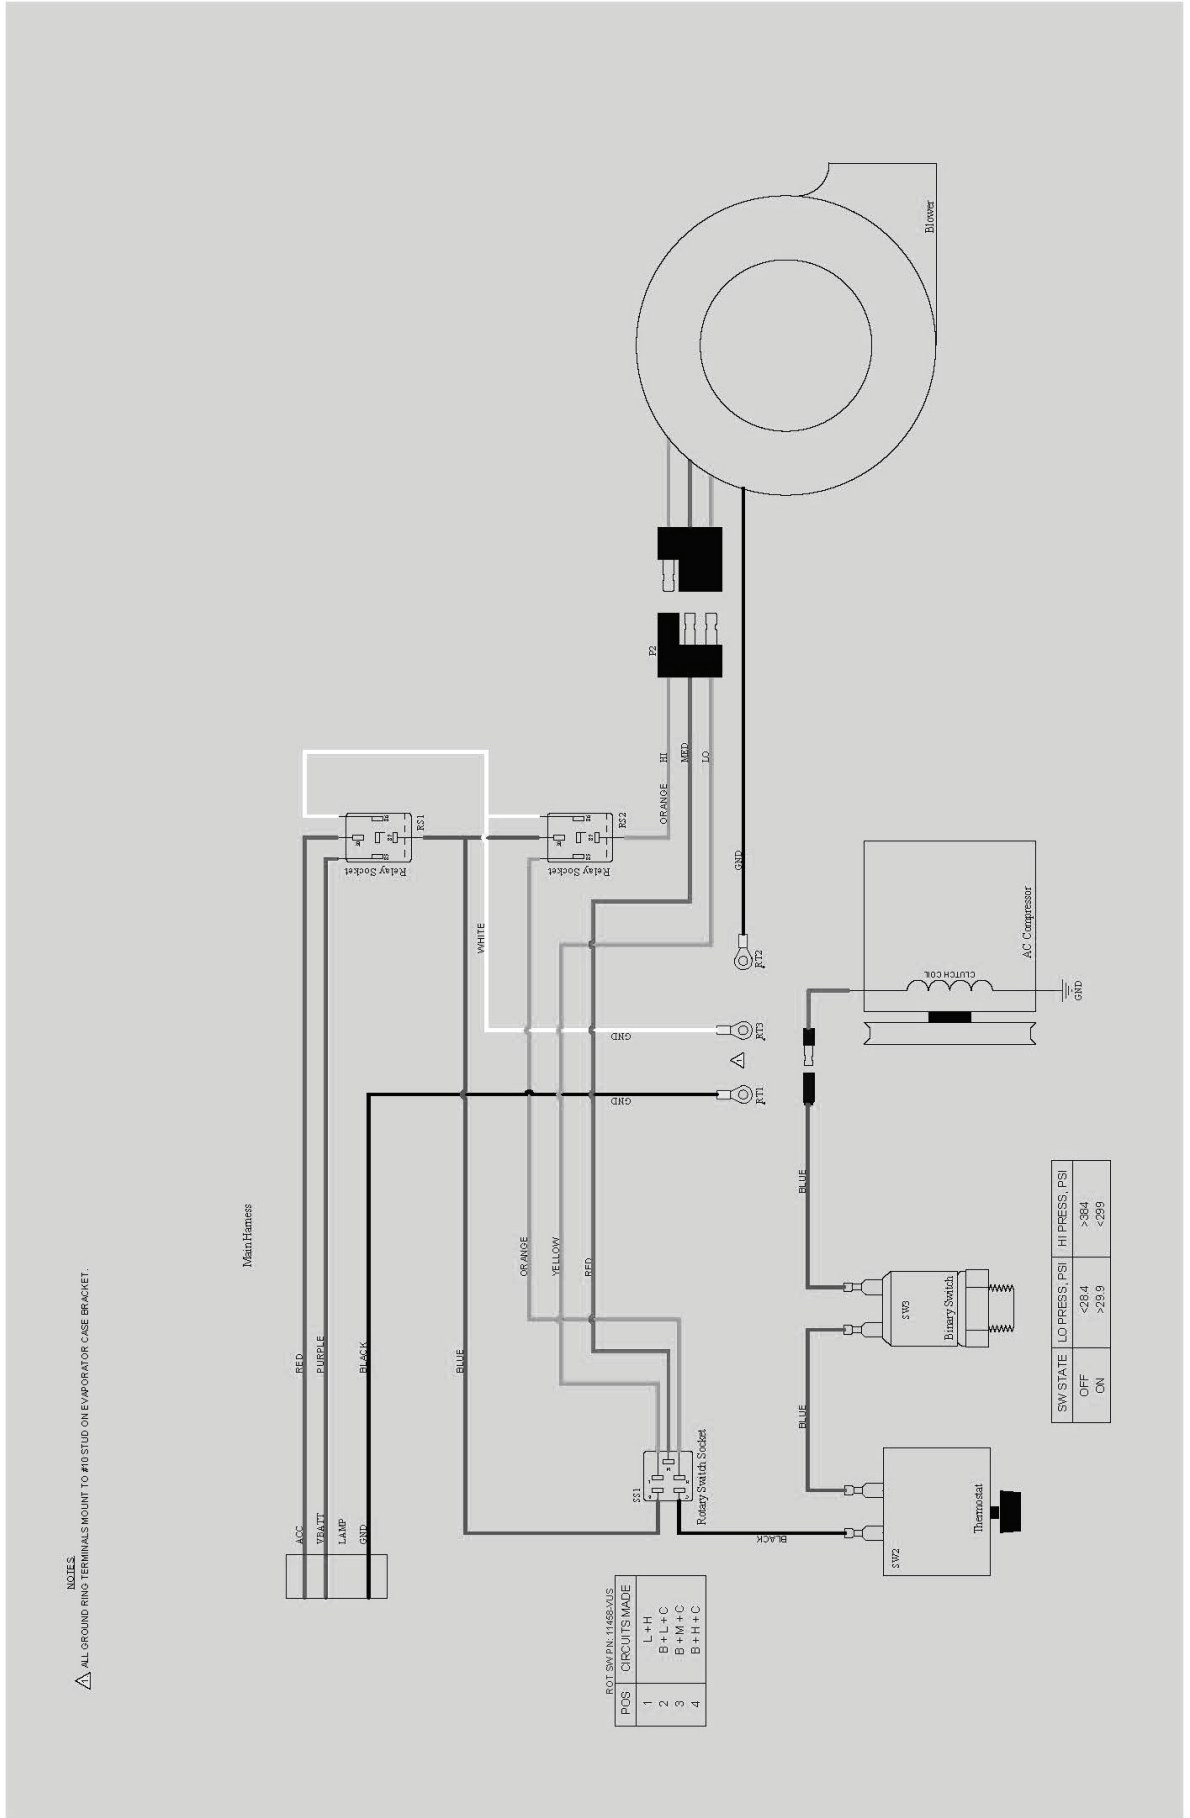 NOTES
1 ALL GROUND RING TERMINALS MOUNT TO #10 STUD ON EVAPORATOR CASE BRACKET.
Main Harness
ACC
VBATT
LAMP
GND
RED
PURPLE
BLACK
BLUE
ORANGE
YELLOW
RED
WHITE
Relay Socket
RS1
Relay Socket
RS2
ORANGE
HI
MED
LO
P2
Blower
GND
GND
GND
RT1
RT3
RT2
1
SS1
Rotary Switch Socket
BLACK
ROT SW PN: 11458-VUS
POS CIRCUITS MADE
1 L + H
2 B + L + C
3 B + M + C
4 B + H + C
SW2
Thermostat
BLUE
SW3
Binary Switch
BLUE
AC Compressor
CLUTCH COIL
GND
SW STATE LO PRESS, PSI HI PRESS, PSI
OFF <28.4 >384
ON >29.9 <299